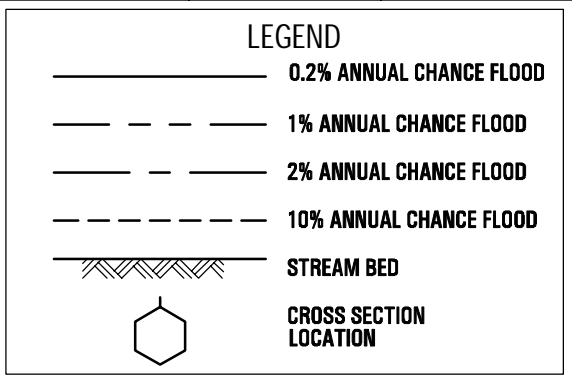 LEGEND
0.2% ANNUAL CHANCE FLOOD
1% ANNUAL CHANCE FLOOD
2% ANNUAL CHANCE FLOOD
10% ANNUAL CHANCE FLOOD
STREAM BED
CROSS SECTION
LOCATION